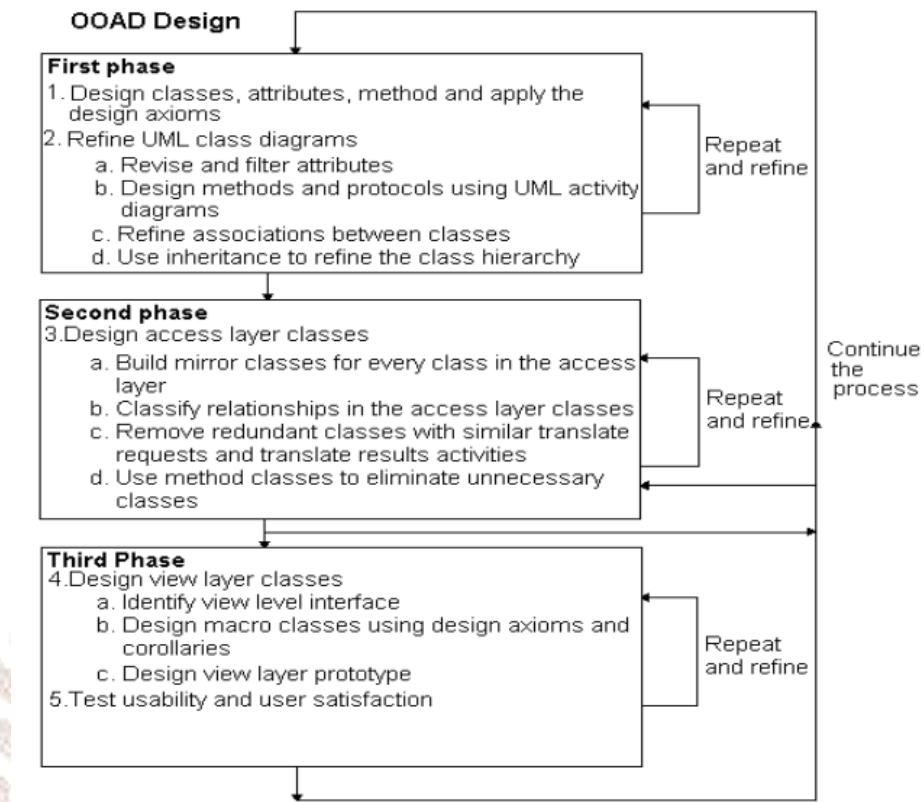 OOAD Design
First phase
1. Design classes, attributes, method and apply the
design axioms
2. Refine UML class diagrams
a. Revise and filter attributes
b. Design methods and protocols using UML activity
diagrams
c. Refine associations between classes
d. Use inheritance to refine the class hierarchy
Repeat
and refine
Second phase
3.Design access layer classes
a. Build mirror classes for every class in the access
layer
b. Classify relationships in the access layer classes
c. Remove redundant classes with similar translate
requests and translate results activities
d. Use method classes to eliminate unnecessary
classes
Repeat
and refine
Continue
the
process
Third Phase
4.Design view layer classes
a. Identify view level interface
b. Design macro classes using design axioms and
corollaries
c. Design view layer prototype
5.Test usability and user satisfaction
Repeat
and refine